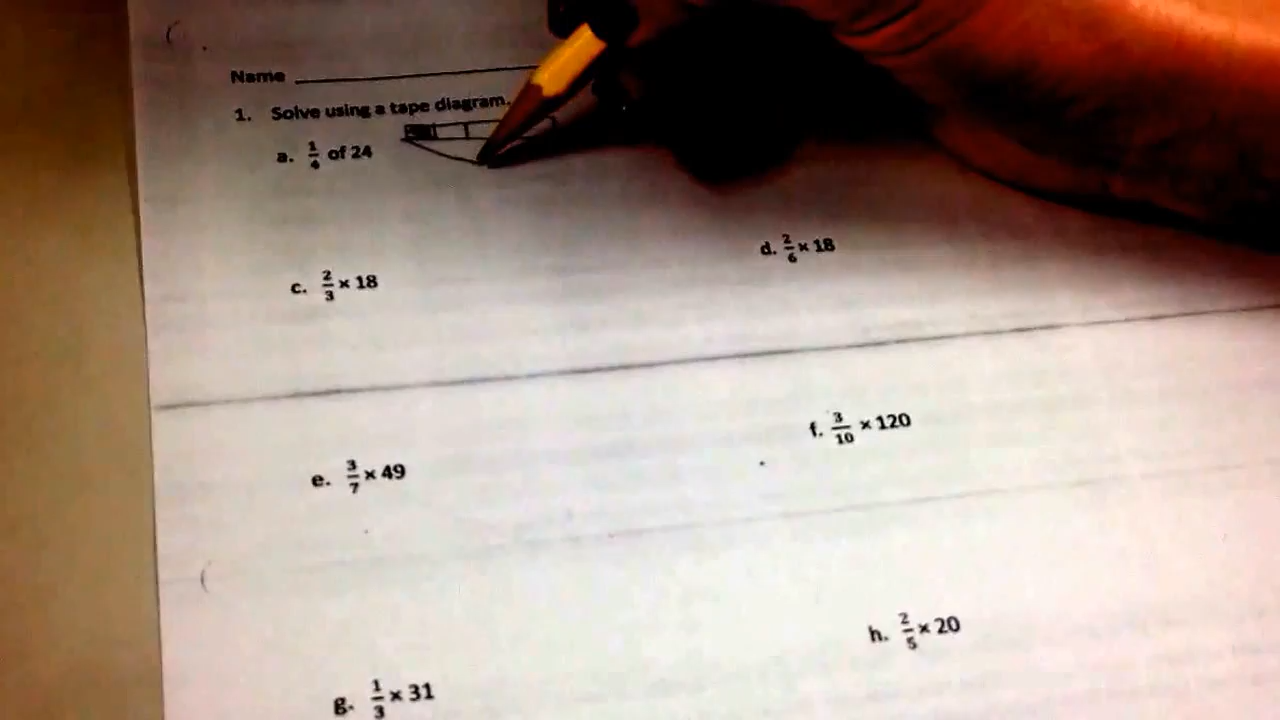 Name
1. Solve using a tape diagram.
a. 1/4 of 24
c. 2/3 × 18
d. 2/6 × 18
e. 3/7 × 49
f. 3/10 × 120
g. 1/3 × 31
h. 2/5 × 20